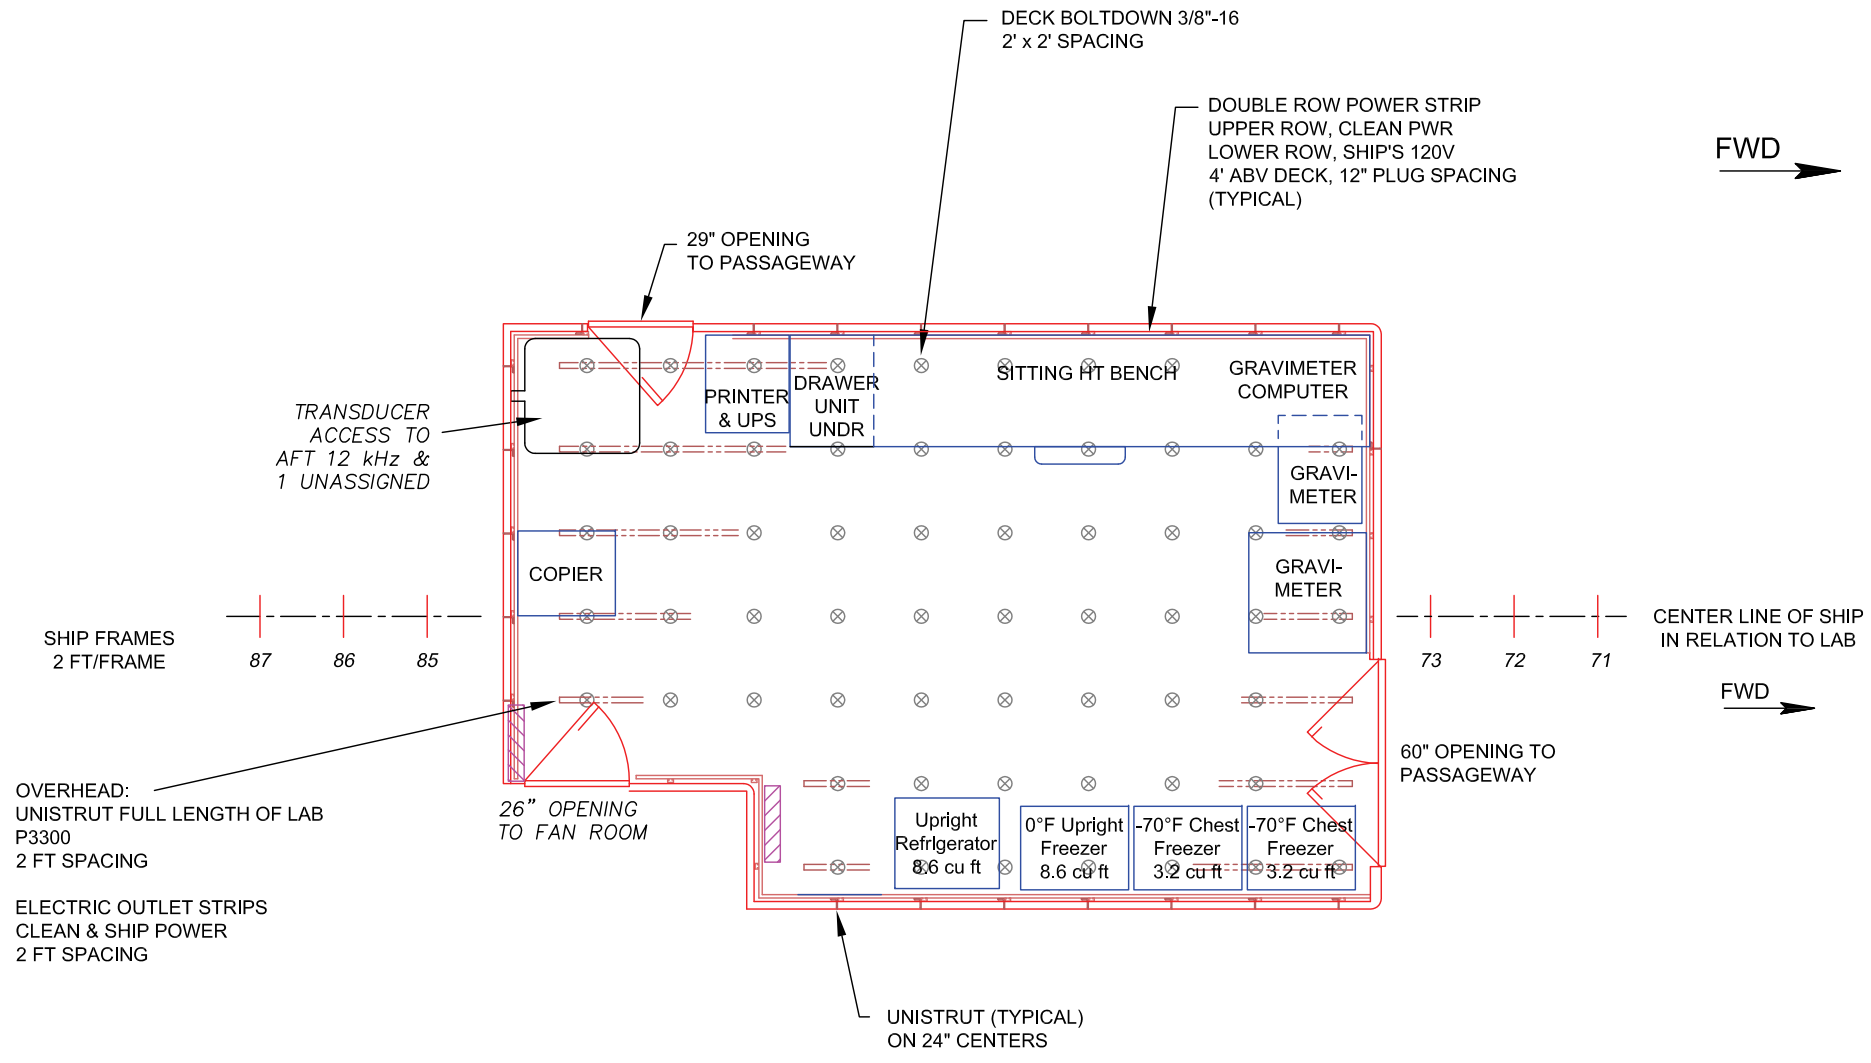 DECK BOLTDOWN 3/8"-16
2' x 2' SPACING
DOUBLE ROW POWER STRIP
UPPER ROW, CLEAN PWR
LOWER ROW, SHIP'S 120V
4' ABV DECK, 12" PLUG SPACING
(TYPICAL)
FWD
29" OPENING
TO PASSAGEWAY
TRANSDUCER
ACCESS TO
AFT 12 kHz &
1 UNASSIGNED
PRINTER
& UPS
DRAWER
UNIT
UNDR
SITTING HT BENCH
GRAVIMETER
COMPUTER
GRAVI-
METER
GRAVI-
METER
COPIER
SHIP FRAMES
2 FT/FRAME
87
86
85
73
72
71
CENTER LINE OF SHIP
IN RELATION TO LAB
FWD
60" OPENING TO
PASSAGEWAY
OVERHEAD:
UNISTRUT FULL LENGTH OF LAB
P3300
2 FT SPACING
ELECTRIC OUTLET STRIPS
CLEAN & SHIP POWER
2 FT SPACING
26” OPENING
TO FAN ROOM
Upright
Refrigerator
8.6 cu ft
0°F Upright
Freezer
8.6 cu ft
-70°F Chest
Freezer
3.2 cu ft
-70°F Chest
Freezer
3.2 cu ft
UNISTRUT (TYPICAL)
ON 24" CENTERS